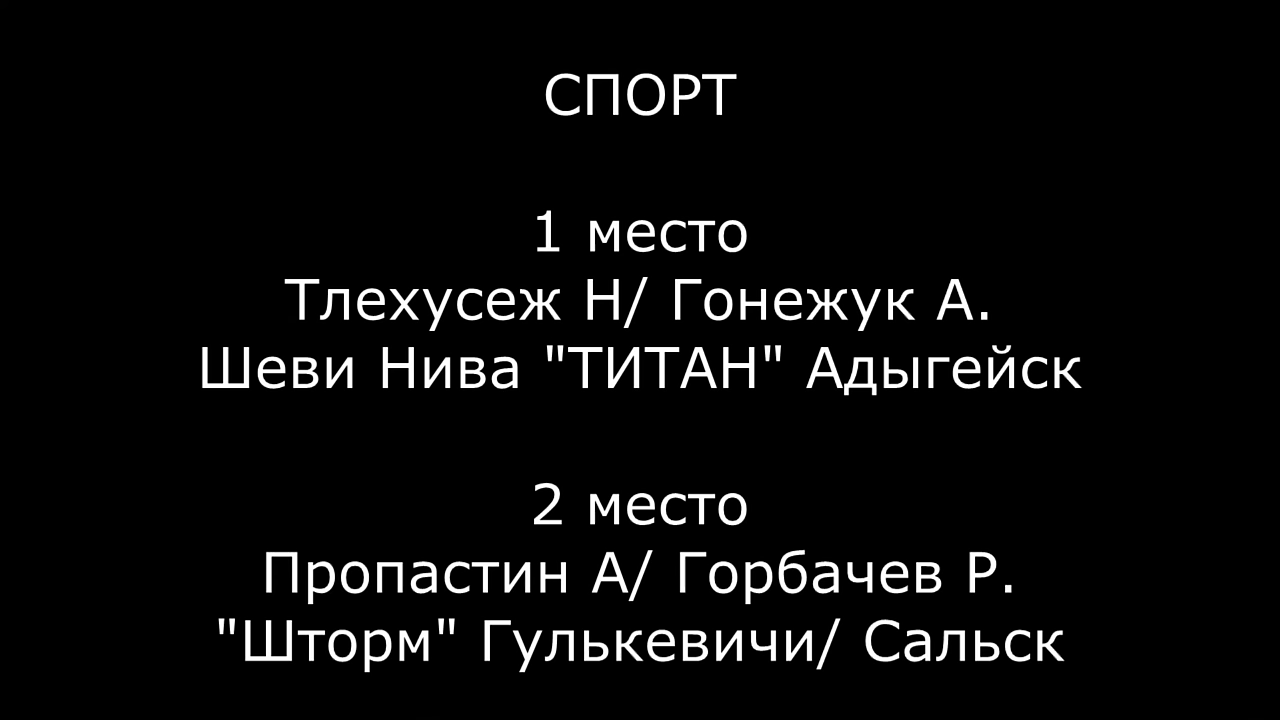 СПОРТ
1 место
Тлехусеж Н/ Гонежук А.
Шеви Нива "ТИТАН" Адыгейск
2 место
Пропастин А/ Горбачев Р.
"Шторм" Гулькевичи/ Сальск